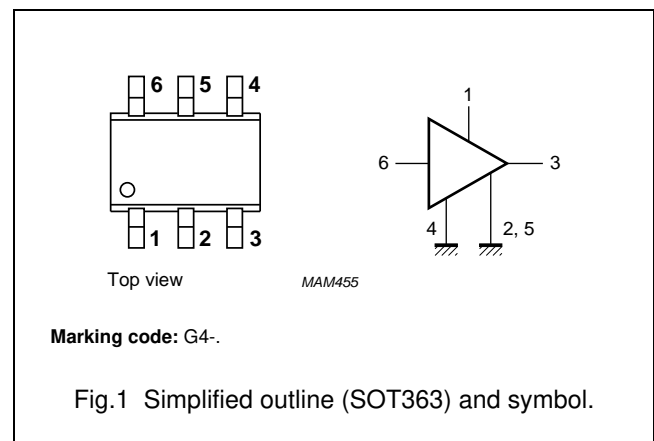 6 5 4
1 2 3
Top view
1
6
3
4
2, 5
MAM455
Marking code: G4-.
Fig.1 Simplified outline (SOT363) and symbol.